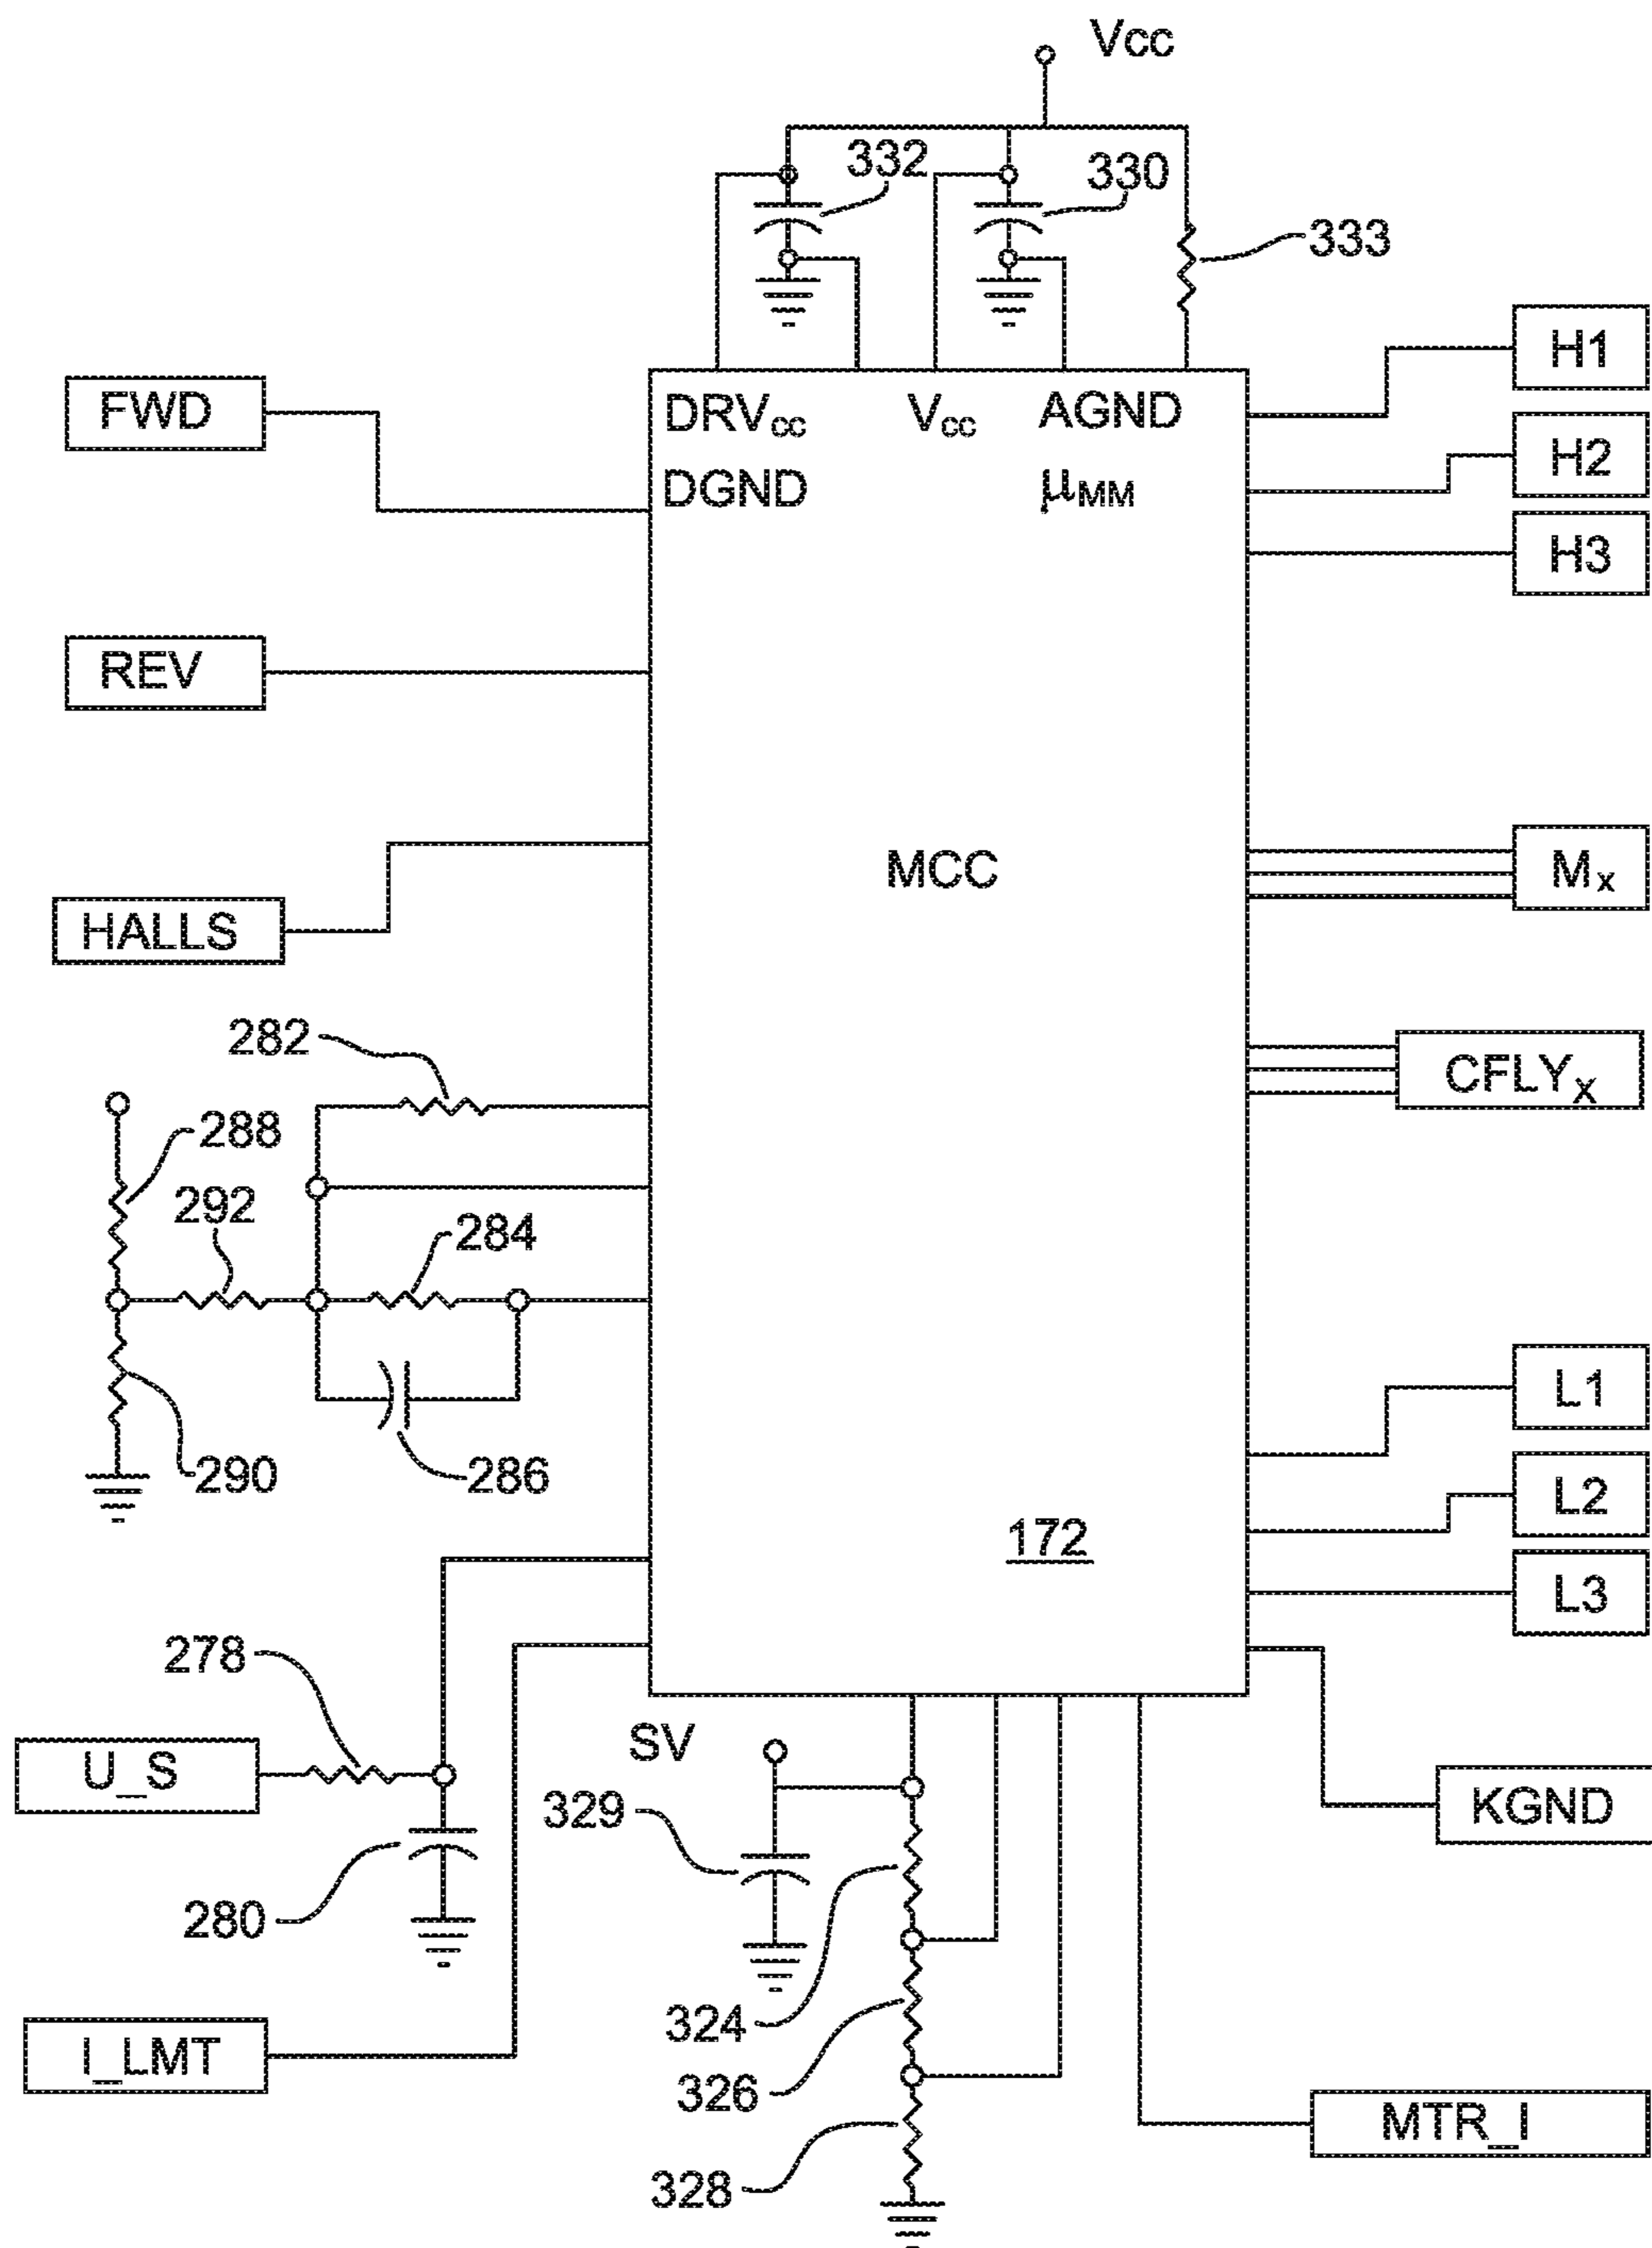 Vcc
332
330
333
H1
FWD
DRVcc
Vcc
AGND
H2
DGND
μMM
H3
REV
MCC
Mx
HALLS
282
CFLYX
288
292
284
L1
290
286
L2
172
L3
278
SV
U_S
KGND
329
280
324
I_LMT
326
MTR_I
328